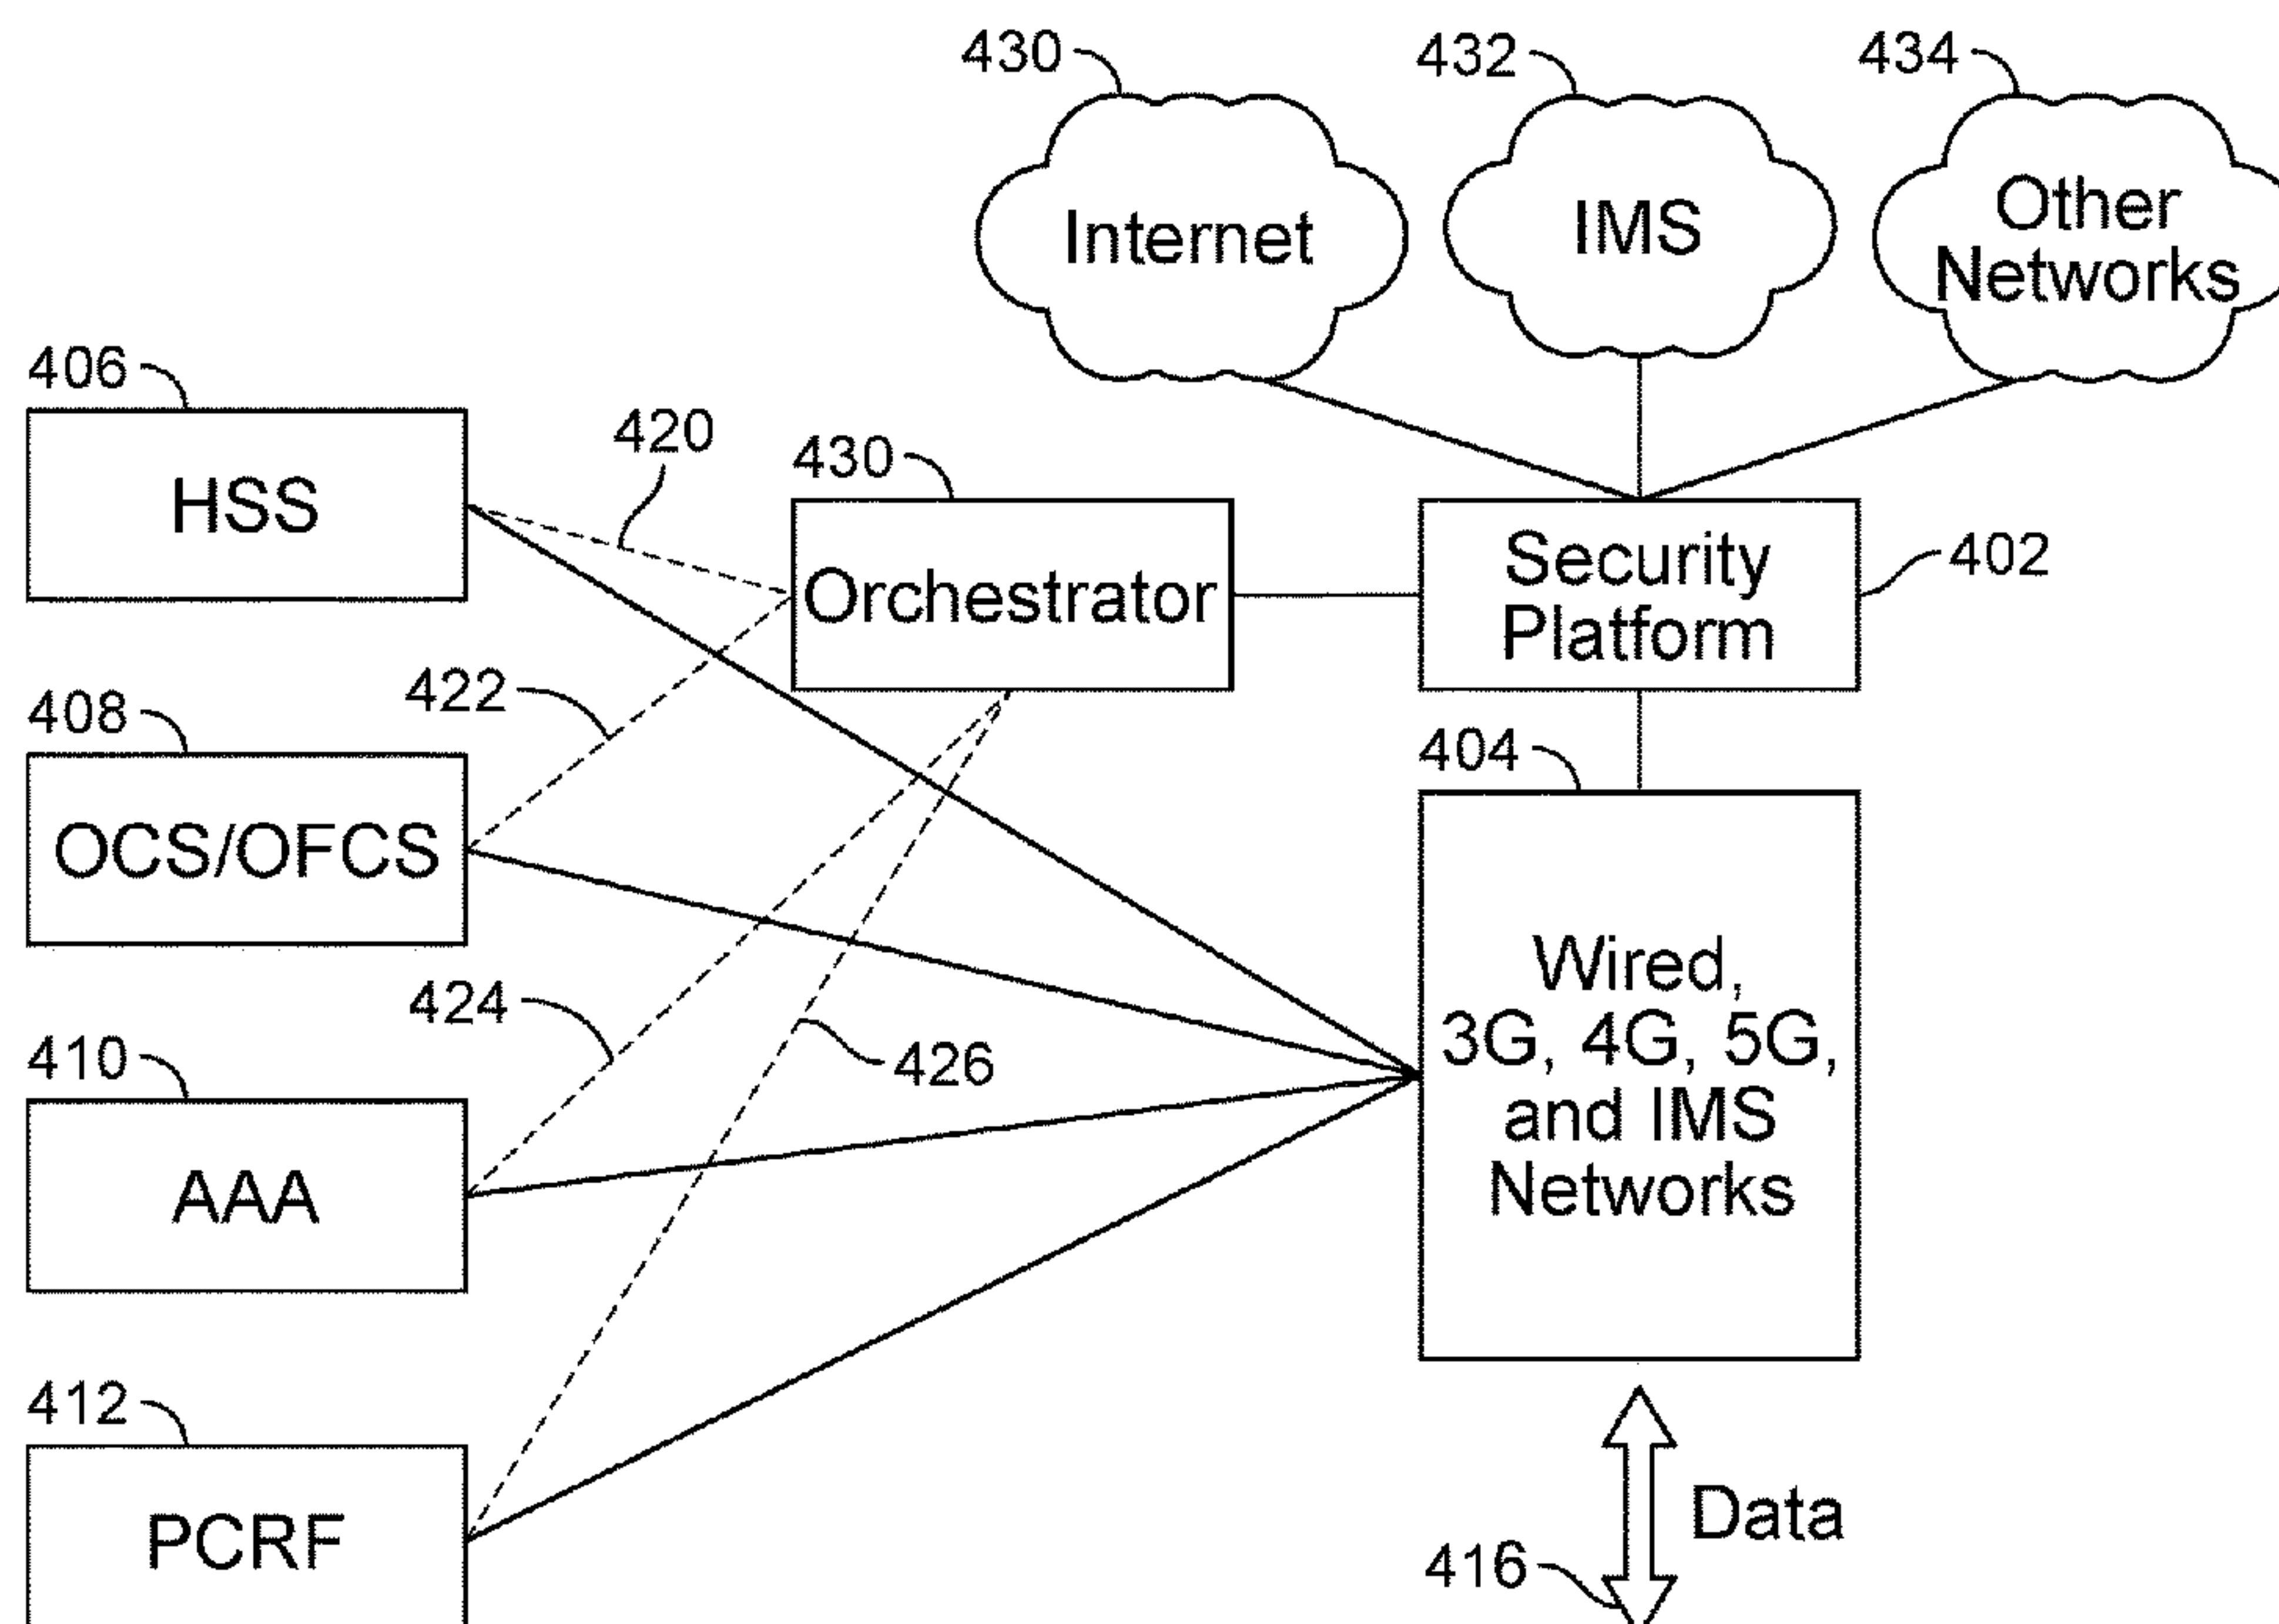 430
432
434
Internet
IMS
Other
Networks
406
420
430
HSS
Orchestrator
Security
Platform
402
422
408
404
OCS/OFCS
Wired,
3G, 4G, 5G,
and IMS
Networks
424
426
410
AAA
412
PCRF
Data
416